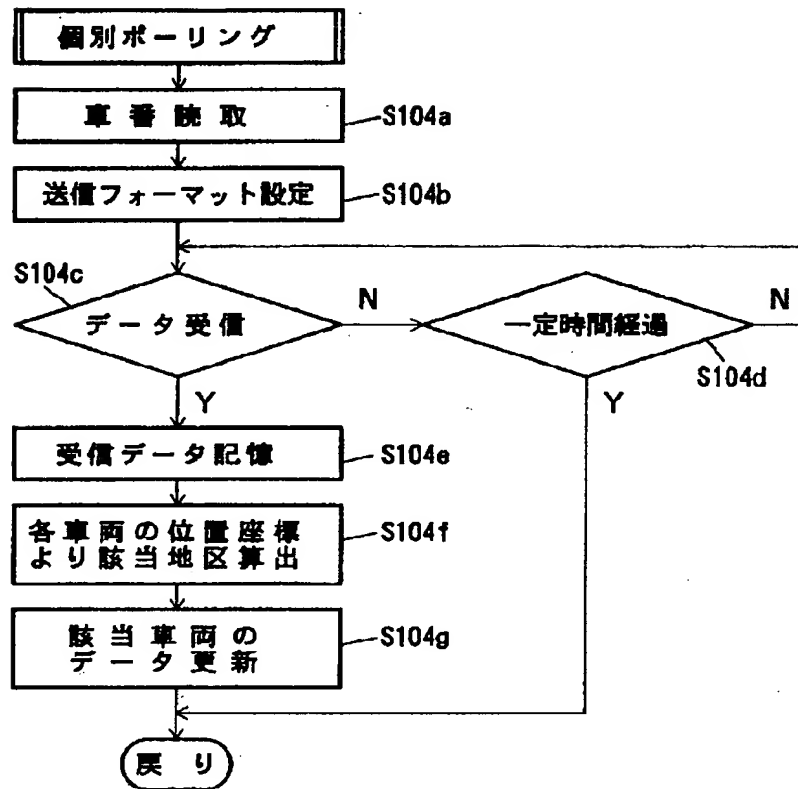 個別ポーリング
車番読取
S104a
送信フォーマット設定
S104b
S104c
データ受信
N
一定時間経過
N
S104d
Y
Y
受信データ記憶
S104e
各車両の位置座標
より該当地区算出
S104f
該当車両の
データ更新
S104g
戻り